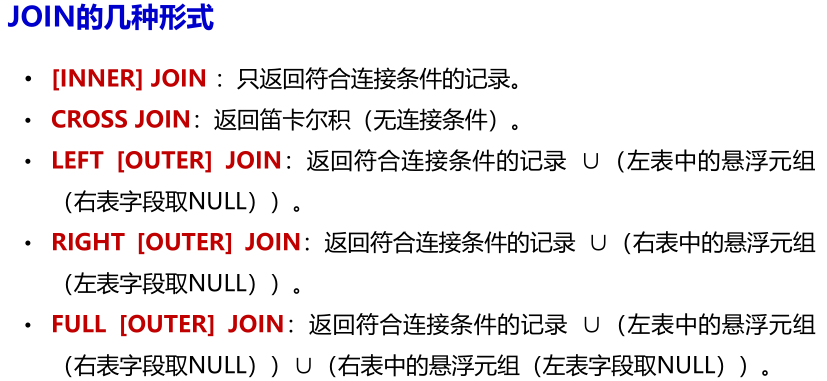 JOIN的几种形式
• [INNER] JOIN ：只返回符合连接条件的记录。
• CROSS JOIN：返回笛卡尔积（无连接条件）。
• LEFT [OUTER] JOIN：返回符合连接条件的记录 ∪（左表中的悬浮元组
（右表字段取NULL））。
• RIGHT [OUTER] JOIN：返回符合连接条件的记录 ∪（右表中的悬浮元组
（左表字段取NULL））。
• FULL [OUTER] JOIN：返回符合连接条件的记录 ∪（左表中的悬浮元组
（右表字段取NULL））∪（右表中的悬浮元组（左表字段取NULL））。